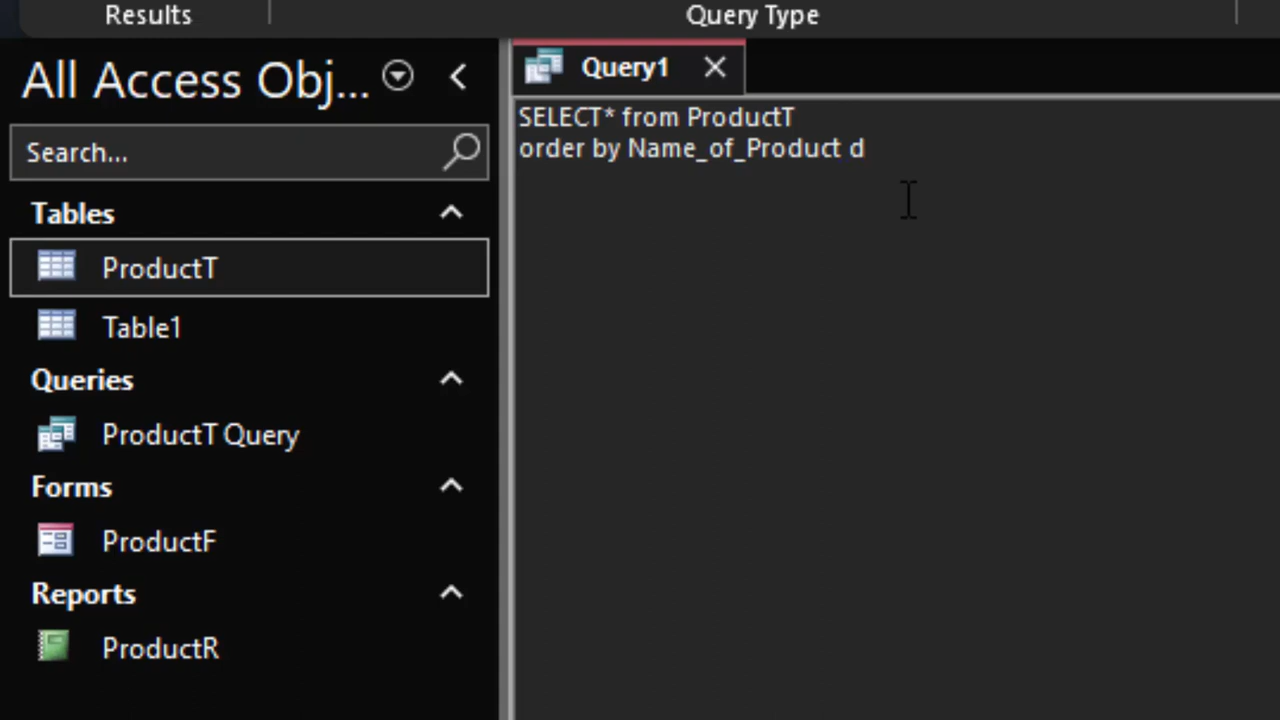 Results
Query Type
All Access Obj...
Search...
Tables
ProductT
Table1
Queries
ProductT Query
Forms
ProductF
Reports
ProductR
Query1
SELECT* from ProductT
order by Name_of_Product d